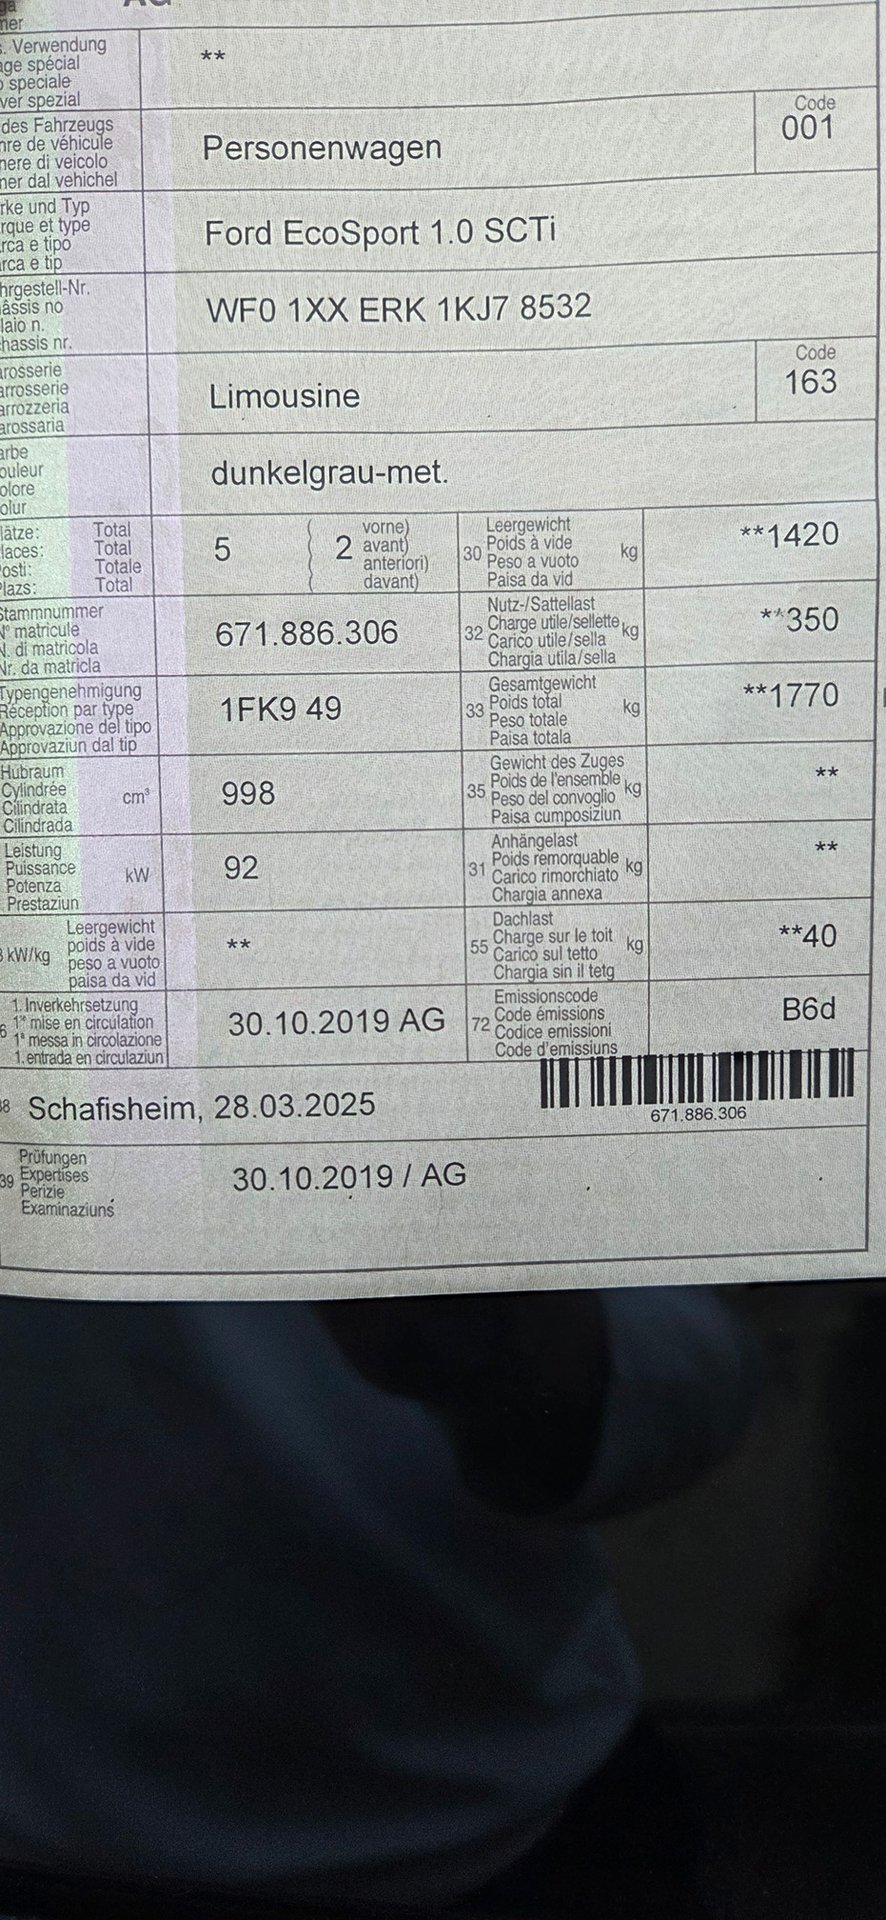 AG
. Verwendung
age spécial
o speciale
ver spezial
**
des Fahrzeugs
nre de véhicule
nere di veicolo
ner dal vehichel
Personenwagen
Code
001
rke und Typ
rque et type
rca e tipo
rca e tip
Ford EcoSport 1.0 SCTi
hrgestell-Nr.
âssis no
laio n.
hassis nr.
WF0 1XX ERK 1KJ7 8532
arosserie
arrosserie
arrozzeria
arossaria
Limousine
Code
163
arbe
ouleur
olore
olur
dunkelgrau-met.
lätze: Total
laces: Total
osti: Totale
lazs: Total
5
2
vorne)
avant)
anteriori)
davant)
30
Leergewicht
Poids à vide
Peso a vuoto
Paisa da vid
kg
**1420
Stammnummer
N° matricule
N. di matricola
Nr. da matricla
671.886.306
32
Nutz-/Sattellast
Charge utile/sellette
Carico utile/sella
Chargia utila/sella
kg
**350
Typengenehmigung
Réception par type
Approvazione del tipo
Approvaziun dal tip
1FK9 49
33
Gesamtgewicht
Poids total
Peso totale
Paisa totala
kg
**1770
Hubraum
Cylindrée
Cilindrata
Cilindrada
cm³
998
35
Gewicht des Zuges
Poids de l'ensemble
Peso del convoglio
Paisa cumposiziun
kg
**
Leistung
Puissance
Potenza
Prestaziun
kW
92
31
Anhängelast
Poids remorquable
Carico rimorchiato
Chargia annexa
kg
**
kW/kg
Leergewicht
poids à vide
peso a vuoto
paisa da vid
**
55
Dachlast
Charge sur le toit
Carico sul tetto
Chargia sin il tetg
kg
**40
6
1. Inverkehrsetzung
1re mise en circulation
1a messa in circolazione
1. entrada en circulaziun
30.10.2019 AG
72
Emissionscode
Code émissions
Codice emissioni
Code d'emissiuns
B6d
38 Schafisheim, 28.03.2025
671.886.306
39
Prüfungen
Expertises
Perizie
Examinaziuns
30.10.2019 / AG